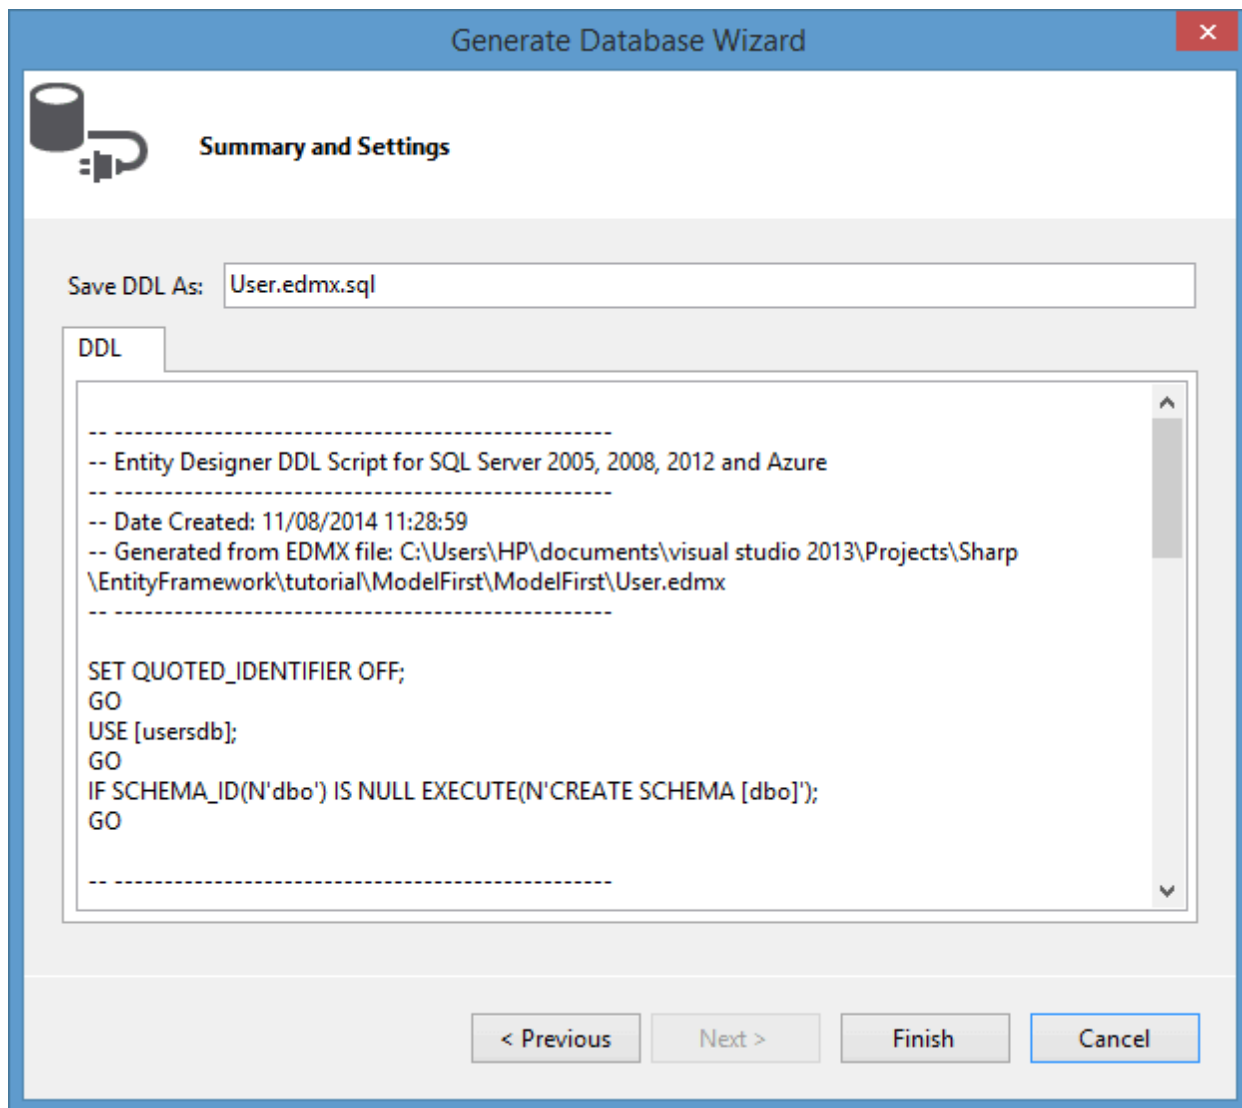 Generate Database Wizard
Summary and Settings
Save DDL As: User.edmx.sql
DDL
-- --------------------------------------------------
-- Entity Designer DDL Script for SQL Server 2005, 2008, 2012 and Azure
-- --------------------------------------------------
-- Date Created: 11/08/2014 11:28:59
-- Generated from EDMX file: C:\Users\HP\documents\visual studio 2013\Projects\Sharp
\EntityFramework\tutorial\ModelFirst\ModelFirst\User.edmx
-- --------------------------------------------------
SET QUOTED_IDENTIFIER OFF;
GO
USE [usersdb];
GO
IF SCHEMA_ID(N'dbo') IS NULL EXECUTE(N'CREATE SCHEMA [dbo]');
GO
-- --------------------------------------------------
< Previous Next > Finish Cancel